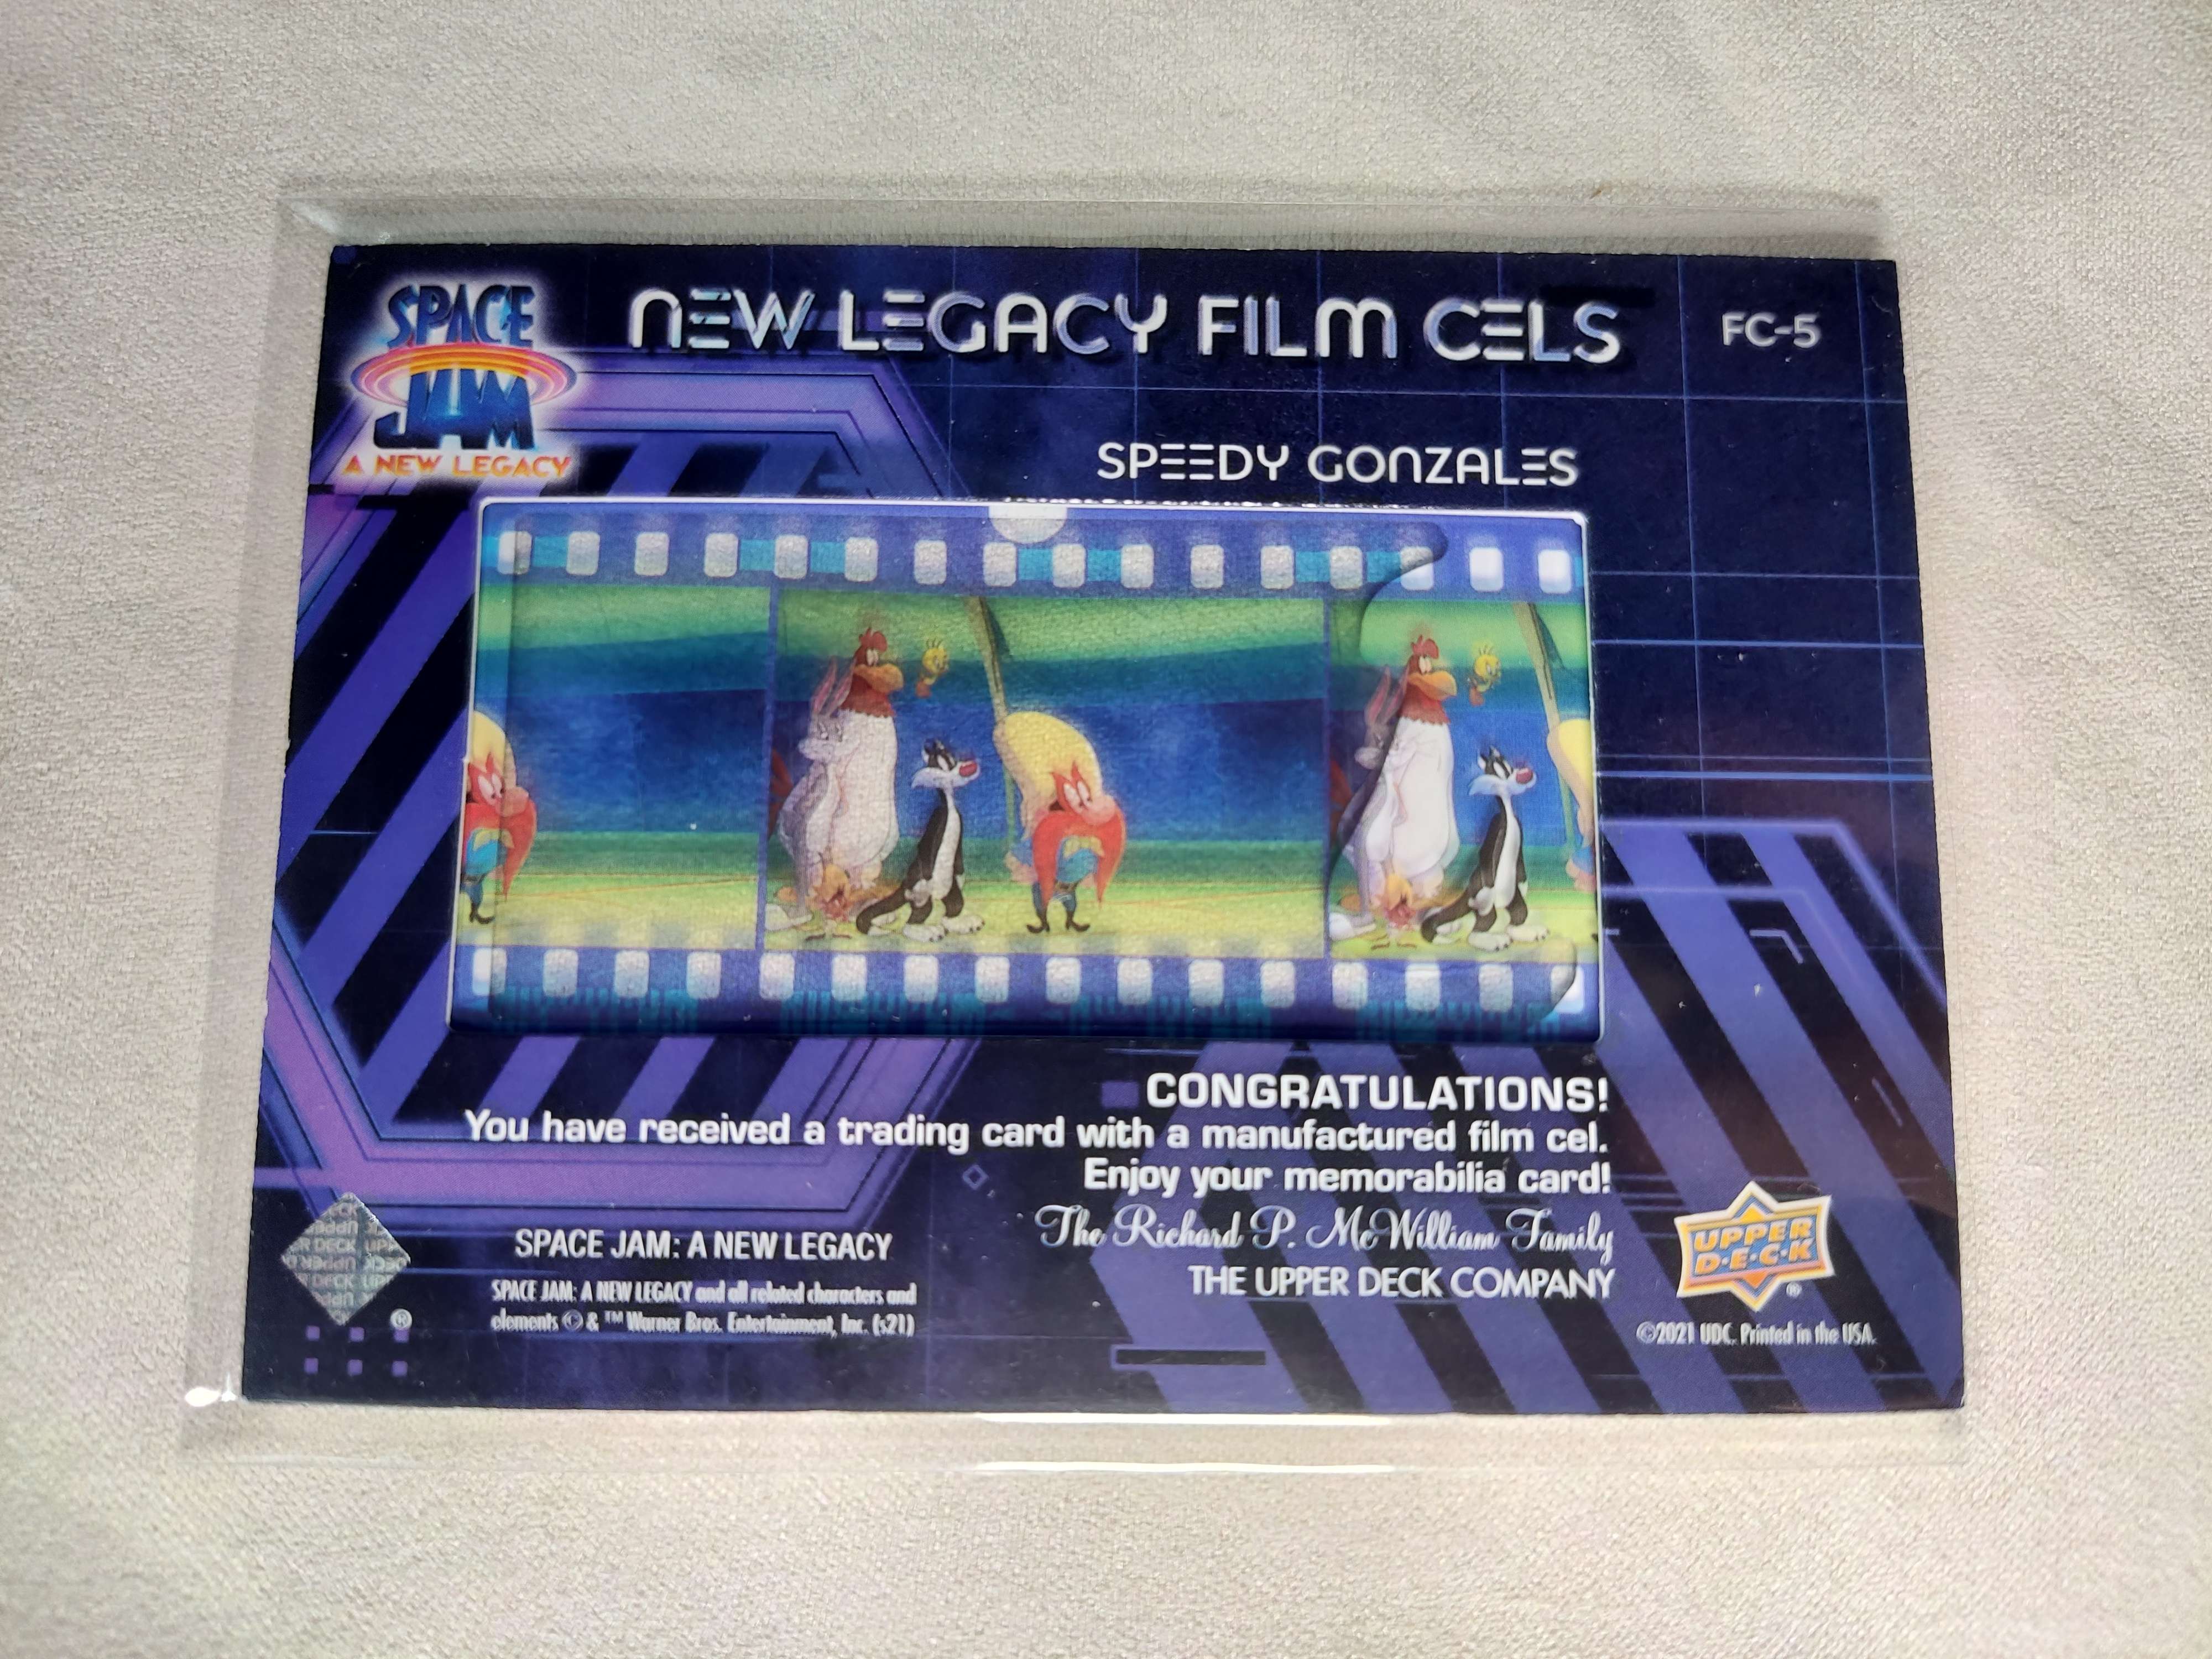 SPACE
JAM
A NEW LEGACY
NEW LEGACY FILM CELS
FC-5
SPEEDY GONZALES
CONGRATULATIONS!
You have received a trading card with a manufactured film cel.
Enjoy your memorabilia card!
The Richard P. McWilliam Family
THE UPPER DECK COMPANY
SPACE JAM: A NEW LEGACY
SPACE JAM: A NEW LEGACY and all related characters and
elements © & ™ Warner Bros. Entertainment, Inc. (s21)
®
UPPER
D·E·C·K
®
©2021 UDC. Printed in the USA.